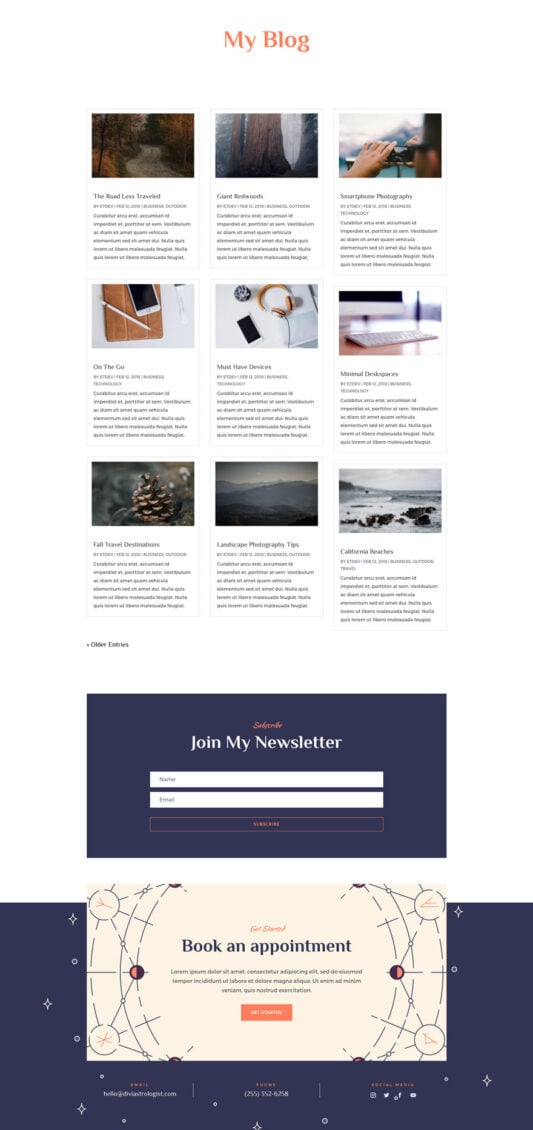 My Blog
The Road Less Traveled
BY ETDEV | FEB 12, 2018 | BUSINESS, OUTDOOR
Curabitur arcu erat, accumsan id
imperdiet et, porttitor at sem. Vestibulum
ac diam sit amet quam vehicula
elementum sed sit amet dui. Nulla quis
lorem ut libero malesuada feugiat. Nulla
quis lorem ut libero malesuada feugiat.
Giant Redwoods
BY ETDEV | FEB 12, 2018 | BUSINESS, OUTDOOR
Curabitur arcu erat, accumsan id
imperdiet et, porttitor at sem. Vestibulum
ac diam sit amet quam vehicula
elementum sed sit amet dui. Nulla quis
lorem ut libero malesuada feugiat. Nulla
quis lorem ut libero malesuada feugiat.
Smartphone Photography
BY ETDEV | FEB 12, 2018 | BUSINESS,
TECHNOLOGY
Curabitur arcu erat, accumsan id
imperdiet et, porttitor at sem. Vestibulum
ac diam sit amet quam vehicula
elementum sed sit amet dui. Nulla quis
lorem ut libero malesuada feugiat. Nulla
quis lorem ut libero malesuada feugiat.
On The Go
BY ETDEV | FEB 12, 2018 | BUSINESS,
TECHNOLOGY
Curabitur arcu erat, accumsan id
imperdiet et, porttitor at sem. Vestibulum
ac diam sit amet quam vehicula
elementum sed sit amet dui. Nulla quis
lorem ut libero malesuada feugiat. Nulla
quis lorem ut libero malesuada feugiat.
Must Have Devices
BY ETDEV | FEB 12, 2018 | BUSINESS,
TECHNOLOGY
Curabitur arcu erat, accumsan id
imperdiet et, porttitor at sem. Vestibulum
ac diam sit amet quam vehicula
elementum sed sit amet dui. Nulla quis
lorem ut libero malesuada feugiat. Nulla
quis lorem ut libero malesuada feugiat.
Minimal Deskspaces
BY ETDEV | FEB 12, 2018 | BUSINESS,
TECHNOLOGY
Curabitur arcu erat, accumsan id
imperdiet et, porttitor at sem. Vestibulum
ac diam sit amet quam vehicula
elementum sed sit amet dui. Nulla quis
lorem ut libero malesuada feugiat. Nulla
quis lorem ut libero malesuada feugiat.
Fall Travel Destinations
BY ETDEV | FEB 12, 2018 | BUSINESS, OUTDOOR
Curabitur arcu erat, accumsan id
imperdiet et, porttitor at sem. Vestibulum
ac diam sit amet quam vehicula
elementum sed sit amet dui. Nulla quis
lorem ut libero malesuada feugiat. Nulla
quis lorem ut libero malesuada feugiat.
Landscape Photography Tips
BY ETDEV | FEB 12, 2018 | BUSINESS, OUTDOOR
Curabitur arcu erat, accumsan id
imperdiet et, porttitor at sem. Vestibulum
ac diam sit amet quam vehicula
elementum sed sit amet dui. Nulla quis
lorem ut libero malesuada feugiat. Nulla
quis lorem ut libero malesuada feugiat.
California Beaches
BY ETDEV | FEB 12, 2018 | BUSINESS, OUTDOOR,
TRAVEL
Curabitur arcu erat, accumsan id
imperdiet et, porttitor at sem. Vestibulum
ac diam sit amet quam vehicula
elementum sed sit amet dui. Nulla quis
lorem ut libero malesuada feugiat. Nulla
quis lorem ut libero malesuada feugiat.
« Older Entries
Subscribe
Join My Newsletter
Name
Email
SUBSCRIBE
Get Started
Book an appointment
Lorem ipsum dolor sit amet, consectetur adipiscing elit, sed do eiusmod
tempor incididunt ut labore et dolore magna aliqua. Ut enim ad minim
veniam, quis nostrud exercitation.
GET STARTED
EMAIL
hello@diviastrologist.com
PHONE
(255) 352-6258
SOCIAL MEDIA